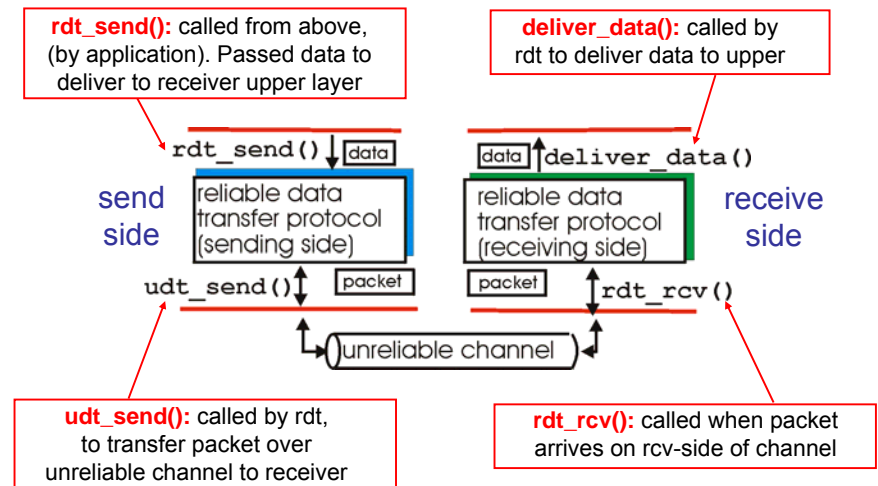 rdt_send(): called from above,
(by application). Passed data to
deliver to receiver upper layer
deliver_data(): called by
rdt to deliver data to upper
rdt_send()
data
data
deliver_data()
send
side
reliable data
transfer protocol
(sending side)
reliable data
transfer protocol
(receiving side)
receive
side
udt_send()
packet
packet
rdt_rcv()
unreliable channel
udt_send(): called by rdt,
to transfer packet over
unreliable channel to receiver
rdt_rcv(): called when packet
arrives on rcv-side of channel